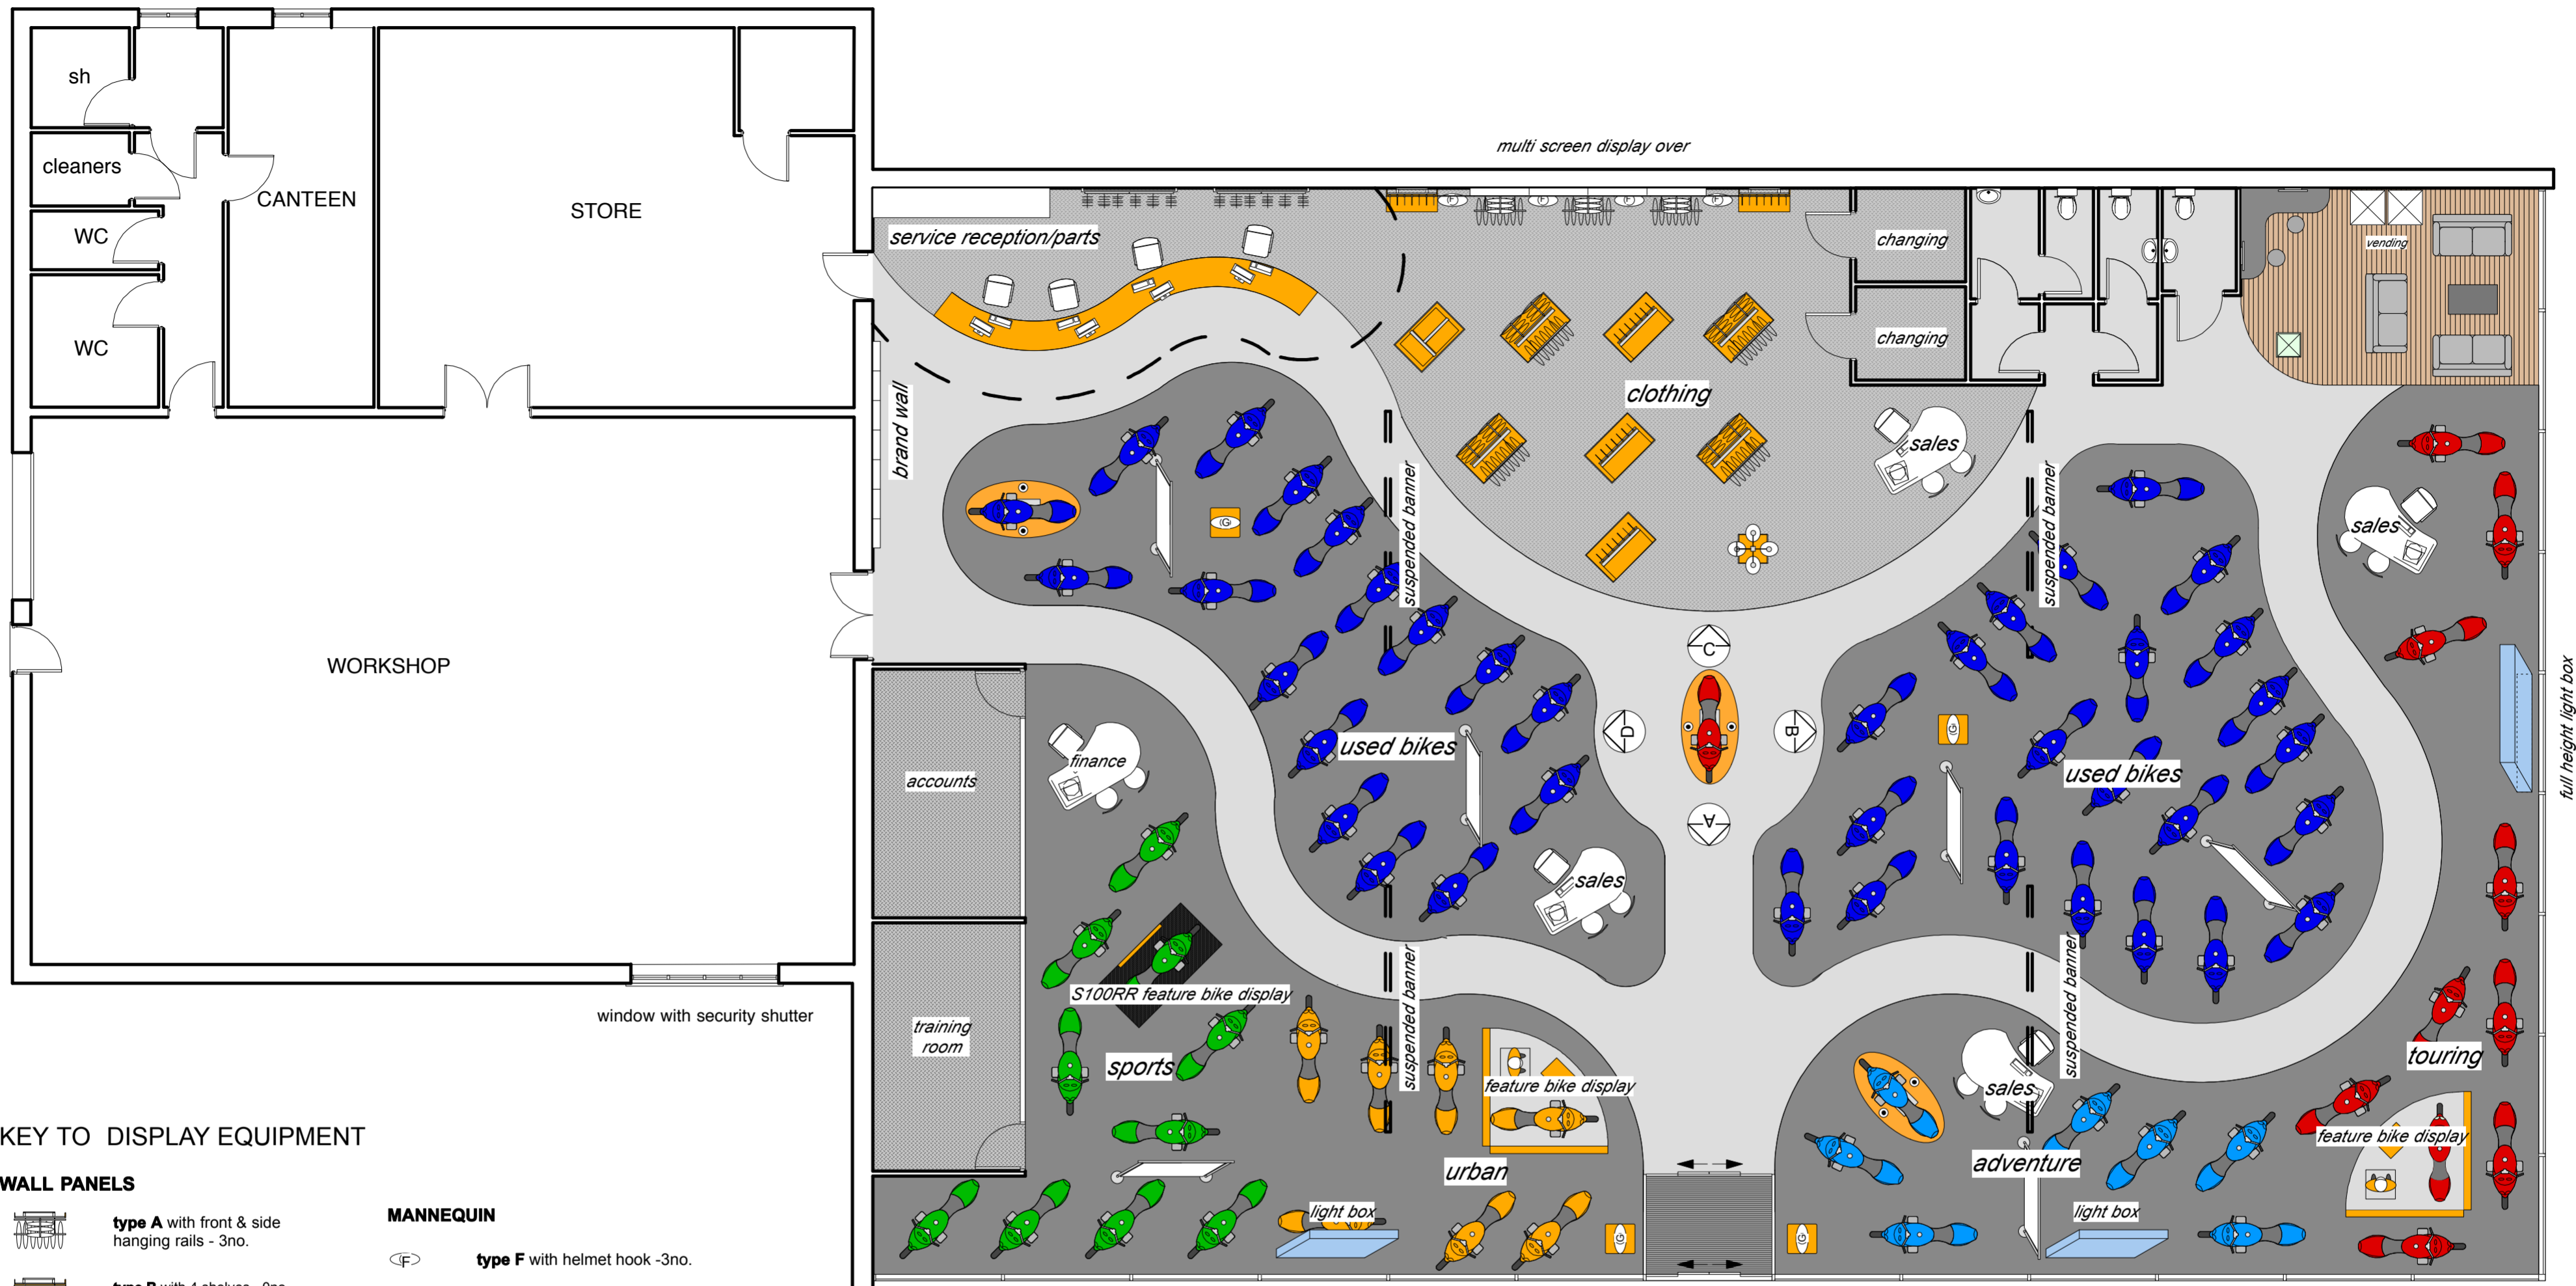 multi screen display over
sh
cleaners
CANTEEN
WC
STORE
WC
service reception/parts
changing
vending
changing
brand wall
clothing
sales
suspended banner
suspended banner
sales
WORKSHOP
C
D
B
A
used bikes
used bikes
full height light box
finance
accounts
sales
(G)
(G)
S100RR feature bike display
window with security shutter
training
room
suspended banner
suspended banner
sports
touring
feature bike display
sales
feature bike display
urban
adventure
light box
light box
(G)
(G)
KEY TO DISPLAY EQUIPMENT
WALL PANELS
type A with front & side
hanging rails - 3no.
MANNEQUIN
(F)
type F with helmet hook -3no.